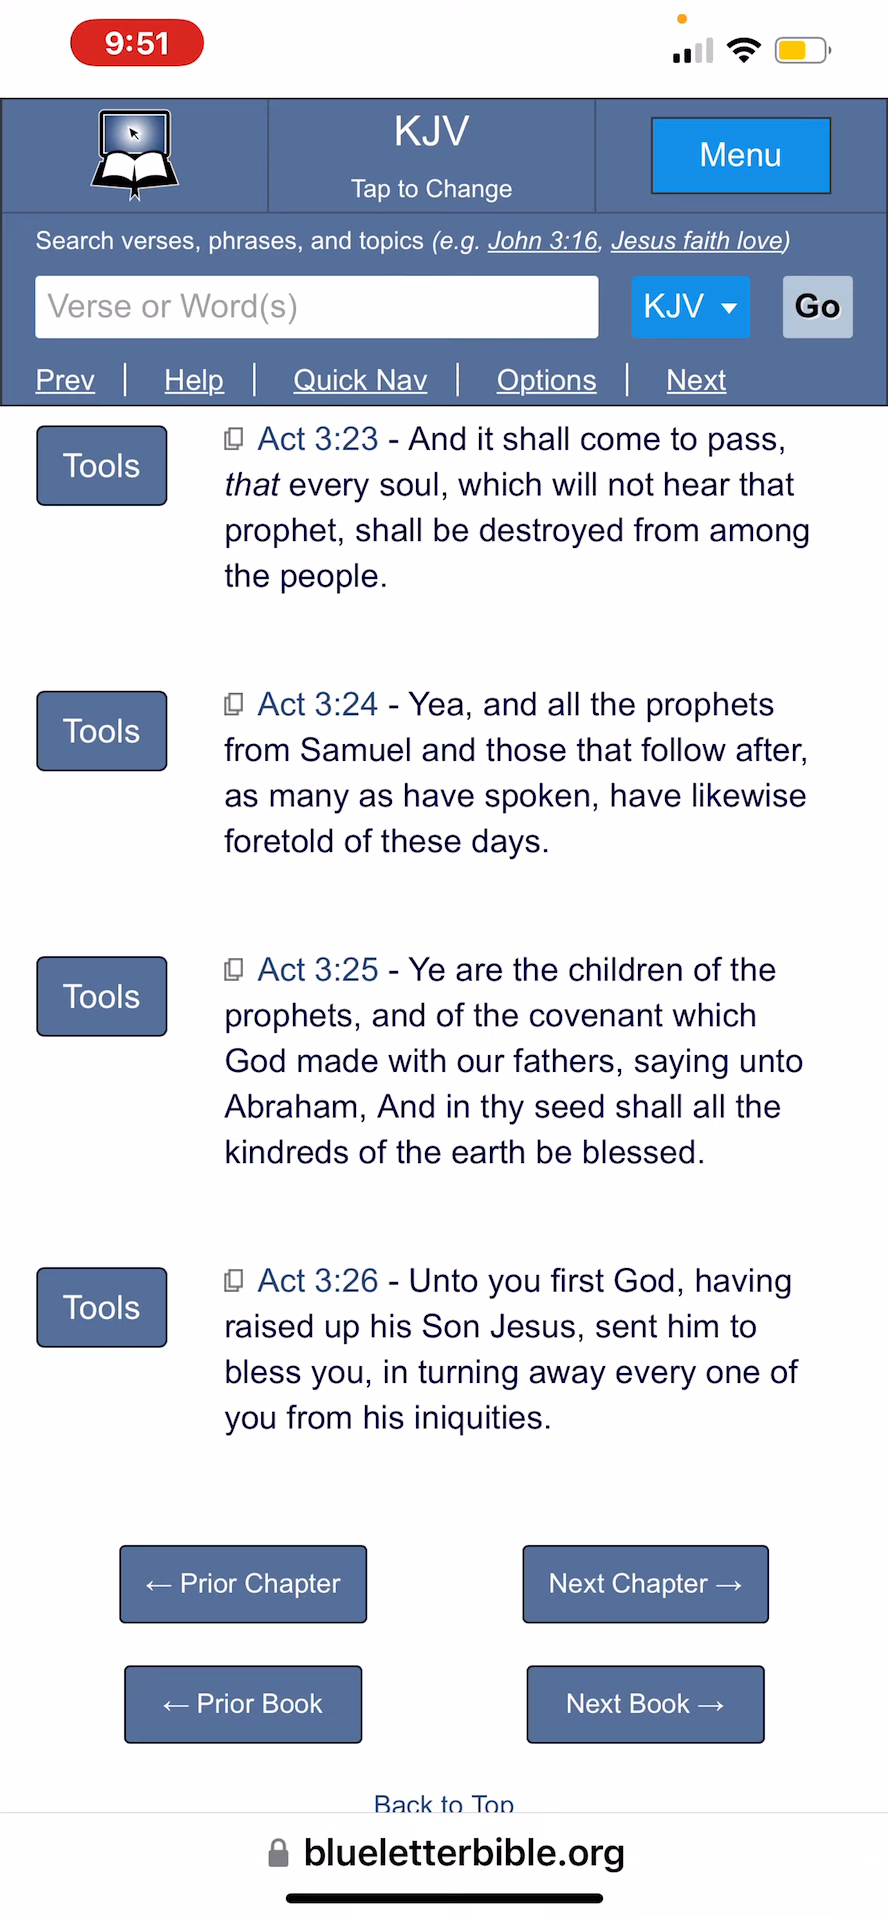 9:51
KJV
Tap to Change
Menu
Search verses, phrases, and topics (e.g. John 3:16, Jesus faith love)
Verse or Word(s)
KJV
Go
Prev | Help | Quick Nav | Options | Next
Tools
Act 3:23 - And it shall come to pass,
that every soul, which will not hear that
prophet, shall be destroyed from among
the people.
Tools
Act 3:24 - Yea, and all the prophets
from Samuel and those that follow after,
as many as have spoken, have likewise
foretold of these days.
Tools
Act 3:25 - Ye are the children of the
prophets, and of the covenant which
God made with our fathers, saying unto
Abraham, And in thy seed shall all the
kindreds of the earth be blessed.
Tools
Act 3:26 - Unto you first God, having
raised up his Son Jesus, sent him to
bless you, in turning away every one of
you from his iniquities.
← Prior Chapter
Next Chapter →
← Prior Book
Next Book →
Back to Top
blueletterbible.org